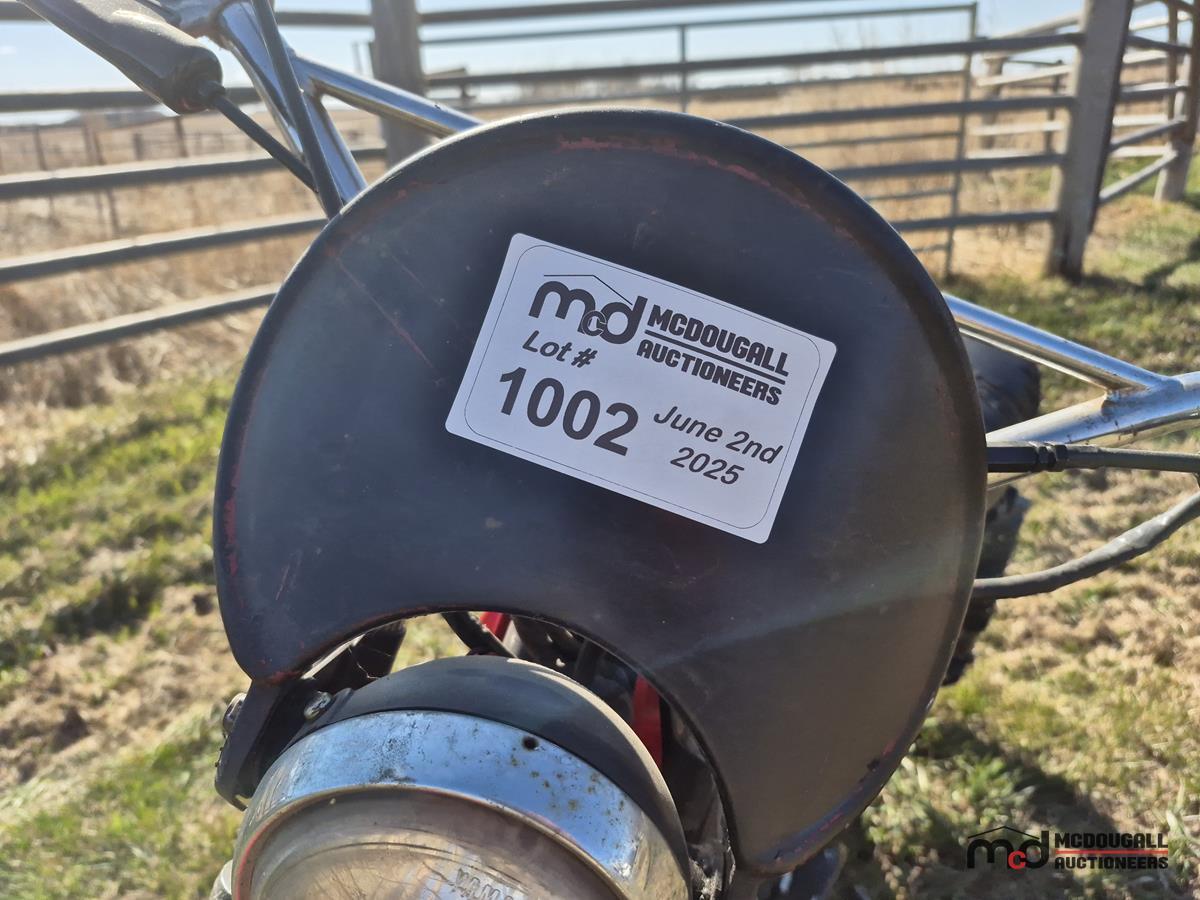 mcd MCDOUGALL
AUCTIONEERS
Lot #
1002
June 2nd
2025
mcd MCDOUGALL
AUCTIONEERS